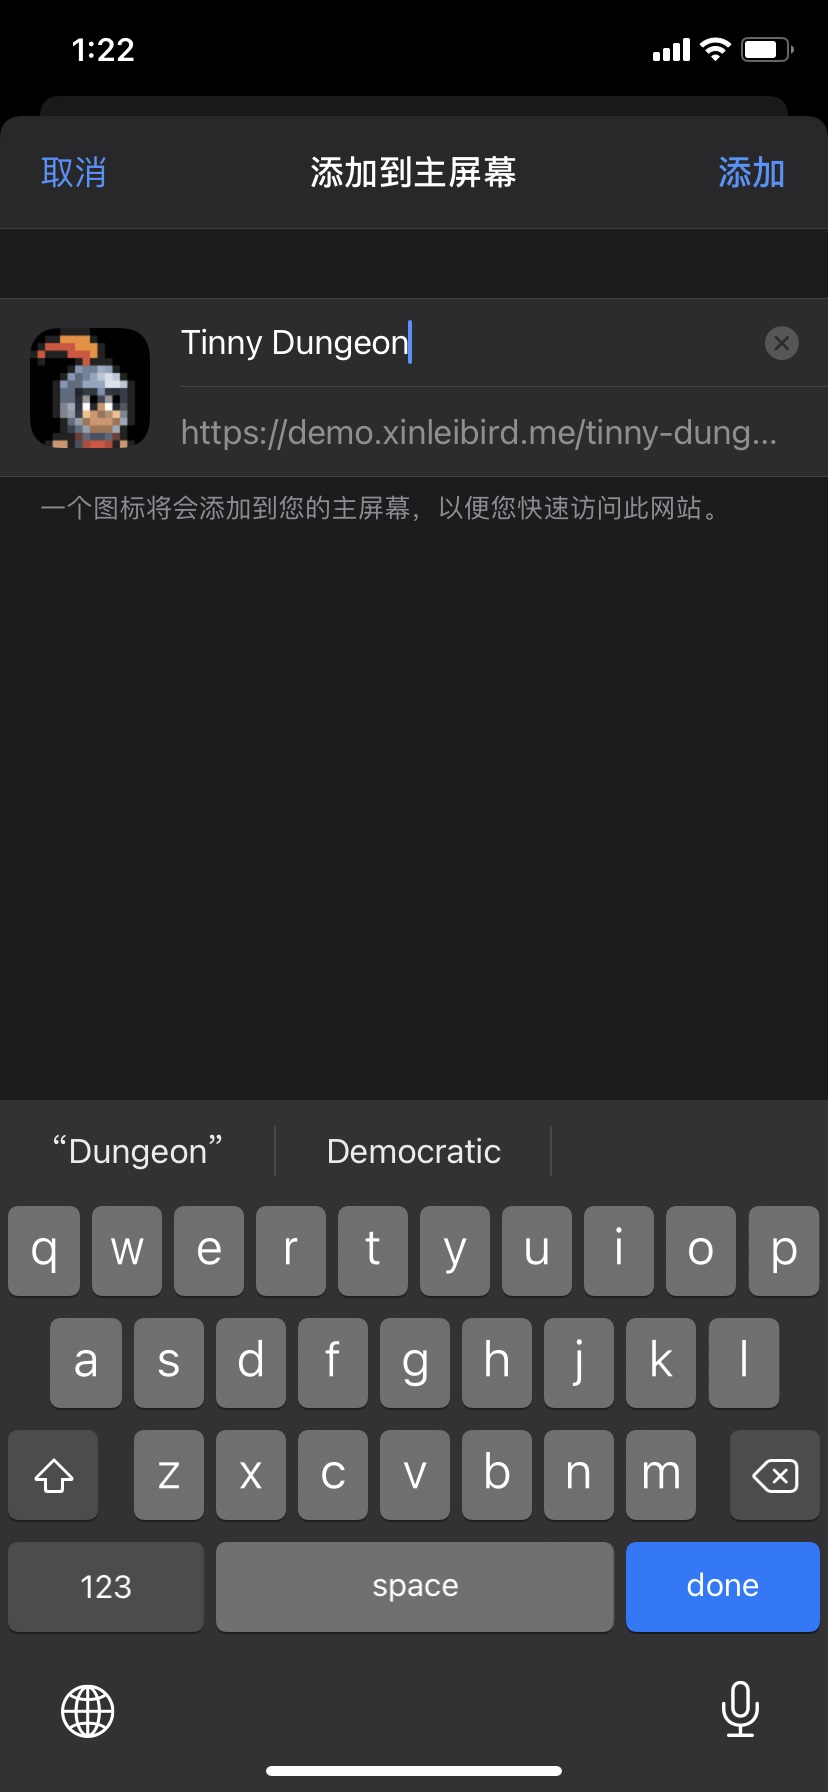 1:22
取消 添加到主屏幕 添加
Tinny Dungeon
https://demo.xinleibird.me/tinny-dung...
一个图标将会添加到您的主屏幕，以便您快速访问此网站。
“Dungeon” Democratic
q w e r t y u i o p
a s d f g h j k l
z x c v b n m
123 space done